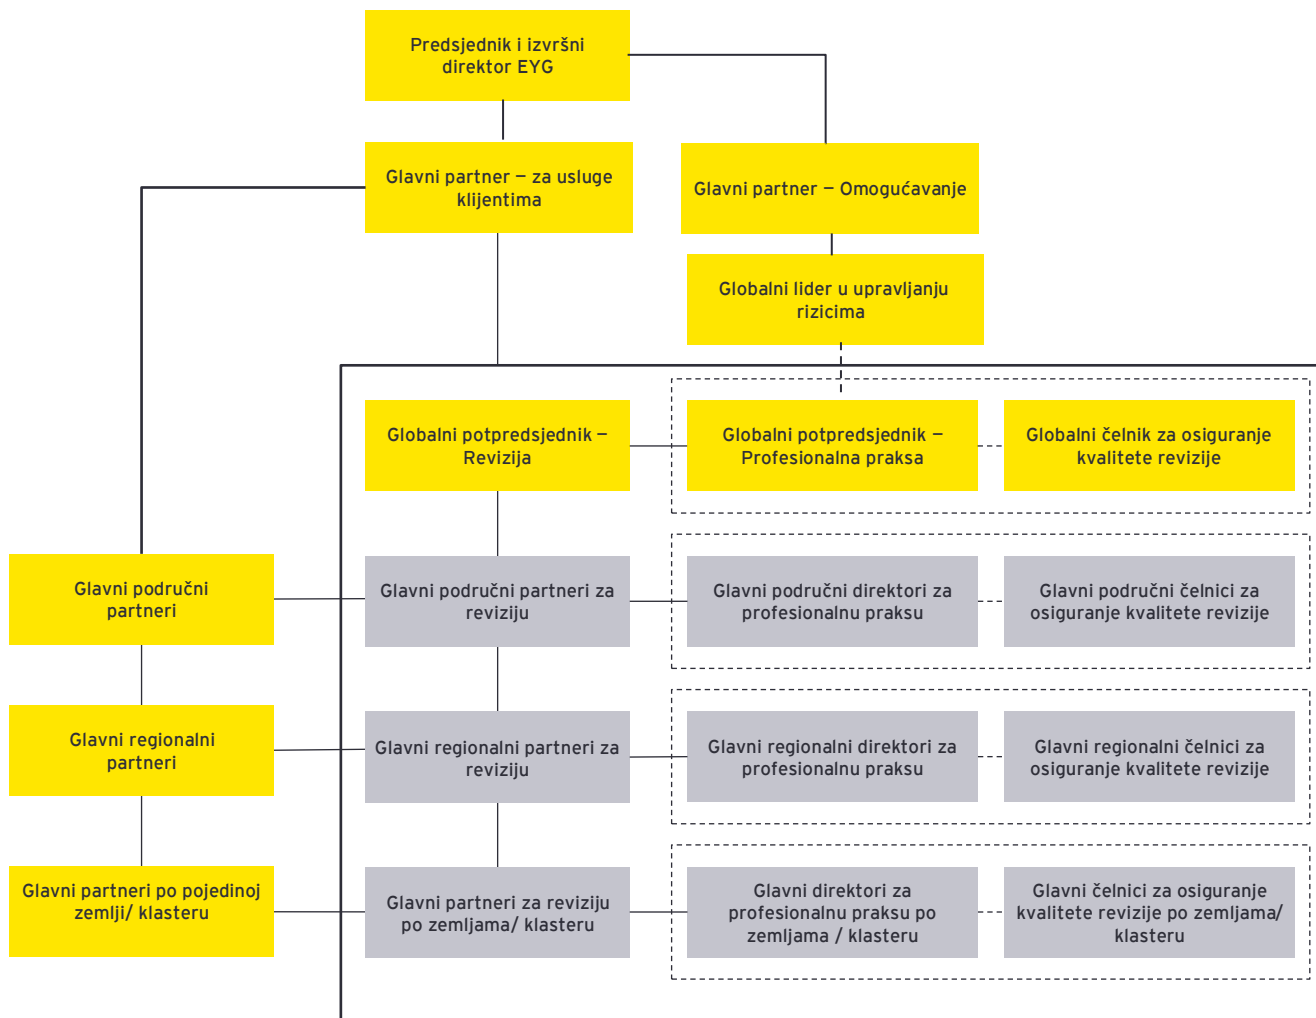 Predsjednik i izvršni
direktor EYG
Glavni partner – za usluge
klijentima
Glavni partner – Omogućavanje
Globalni lider u upravljanju
rizicima
Globalni potpredsjednik –
Revizija
Globalni potpredsjednik –
Profesionalna praksa
Globalni čelnik za osiguranje
kvalitete revizije
Glavni područni
partneri
Glavni područni partneri za
reviziju
Glavni područni direktori za
profesionalnu praksu
Glavni područni čelnici za
osiguranje kvalitete revizije
Glavni regionalni
partneri
Glavni regionalni partneri za
reviziju
Glavni regionalni direktori za
profesionalnu praksu
Glavni regionalni čelnici za
osiguranje kvalitete revizije
Glavni partneri po pojedinoj
zemlji/ klasteru
Glavni partneri za reviziju
po zemljama/ klasteru
Glavni direktori za
profesionalnu praksu po
zemljama / klasteru
Glavni čelnici za osiguranje
kvalitete revizije po zemljama/
klasteru